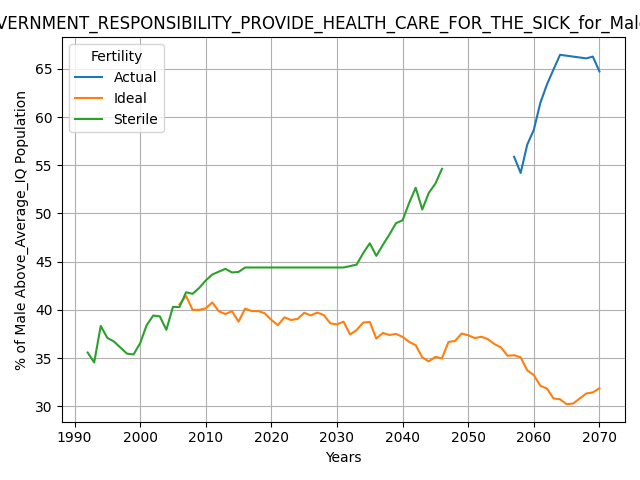 VERNMENT_RESPONSIBILITY_PROVIDE_HEALTH_CARE_FOR_THE_SICK_for_Male
Fertility
Actual
Ideal
Sterile
% of Male Above_Average_IQ Population
65
60
55
50
45
40
35
30
1990 2000 2010 2020 2030 2040 2050 2060 2070
Years